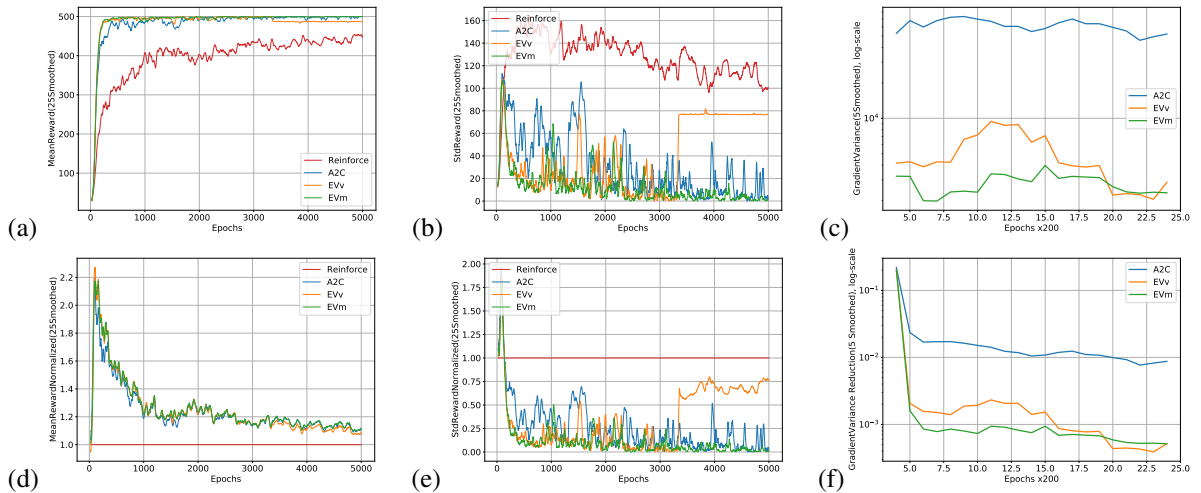 (a)
MeanReward(25Smoothed)
500
400
300
200
100
0
1000
2000
3000
4000
5000
Epochs
Reinforce
A2C
EVv
EVm
(b)
StdReward(25Smoothed)
160
140
120
100
80
60
40
20
0
0
1000
2000
3000
4000
5000
Epochs
Reinforce
A2C
EVv
EVm
(c)
GradientVariance(5Smoothed), log-scale
10⁴
5.0
7.5
10.0
12.5
15.0
17.5
20.0
22.5
25.0
Epochs x200
A2C
EVv
EVm
(d)
MeanRewardNormalized(25Smoothed)
2.2
2.0
1.8
1.6
1.4
1.2
1.0
0
1000
2000
3000
4000
5000
Epochs
Reinforce
A2C
EVv
EVm
(e)
StdRewardNormalized(25Smoothed)
2.00
1.75
1.50
1.25
1.00
0.75
0.50
0.25
0.00
0
1000
2000
3000
4000
5000
Epochs
Reinforce
A2C
EVv
EVm
(f)
GradientVariance Reduction(5 Smoothed), log-scale
10⁻¹
10⁻²
10⁻³
5.0
7.5
10.0
12.5
15.0
17.5
20.0
22.5
25.0
Epochs x200
A2C
EVv
EVm